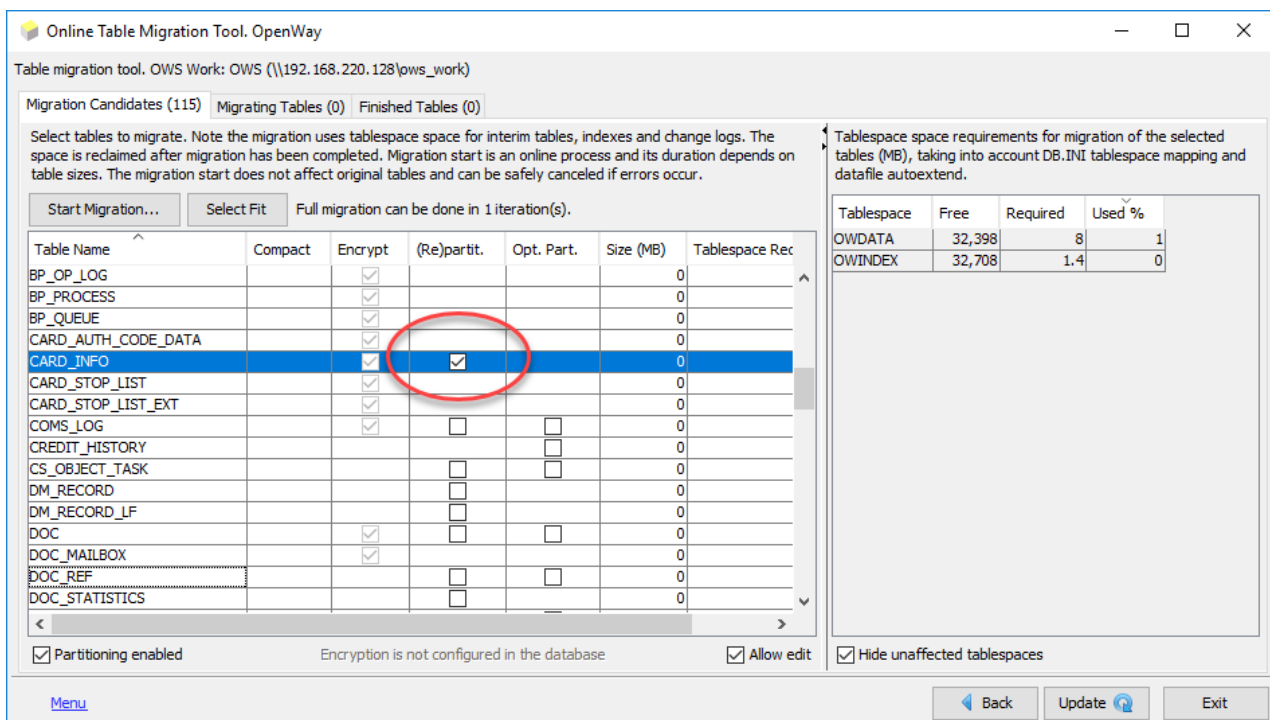 Online Table Migration Tool. OpenWay
Table migration tool. OWS Work: OWS (\\192.168.220.128\ows_work)
Migration Candidates (115) Migrating Tables (0) Finished Tables (0)
Select tables to migrate. Note the migration uses tablespace space for interim tables, indexes and change logs. The
space is reclaimed after migration has been completed. Migration start is an online process and its duration depends on
table sizes. The migration start does not affect original tables and can be safely canceled if errors occur.
Start Migration... Select Fit Full migration can be done in 1 iteration(s).
Table Name Compact Encrypt (Re)partit. Opt. Part. Size (MB) Tablespace Rec
BP_OP_LOG 0
BP_PROCESS 0
BP_QUEUE 0
CARD_AUTH_CODE_DATA 0
CARD_INFO 0
CARD_STOP_LIST 0
CARD_STOP_LIST_EXT 0
COMS_LOG 0
CREDIT_HISTORY 0
CS_OBJECT_TASK 0
DM_RECORD 0
DM_RECORD_LF 0
DOC 0
DOC_MAILBOX 0
DOC_REF 0
DOC_STATISTICS 0
Partitioning enabled Encryption is not configured in the database Allow edit
Tablespace space requirements for migration of the selected
tables (MB), taking into account DB.INI tablespace mapping and
datafile autoextend.
Tablespace Free Required Used %
OWDATA 32,398 8 1
OWINDEX 32,708 1.4 0
Hide unaffected tablespaces
Menu Back Update Exit